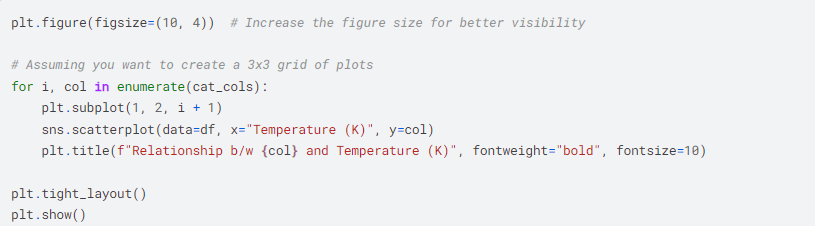 plt.figure(figsize=(10, 4))  # Increase the figure size for better visibility
# Assuming you want to create a 3x3 grid of plots
for i, col in enumerate(cat_cols):
    plt.subplot(1, 2, i + 1)
    sns.scatterplot(data=df, x="Temperature (K)", y=col)
    plt.title(f"Relationship b/w {col} and Temperature (K)", fontweight="bold", fontsize=10)
plt.tight_layout()
plt.show()